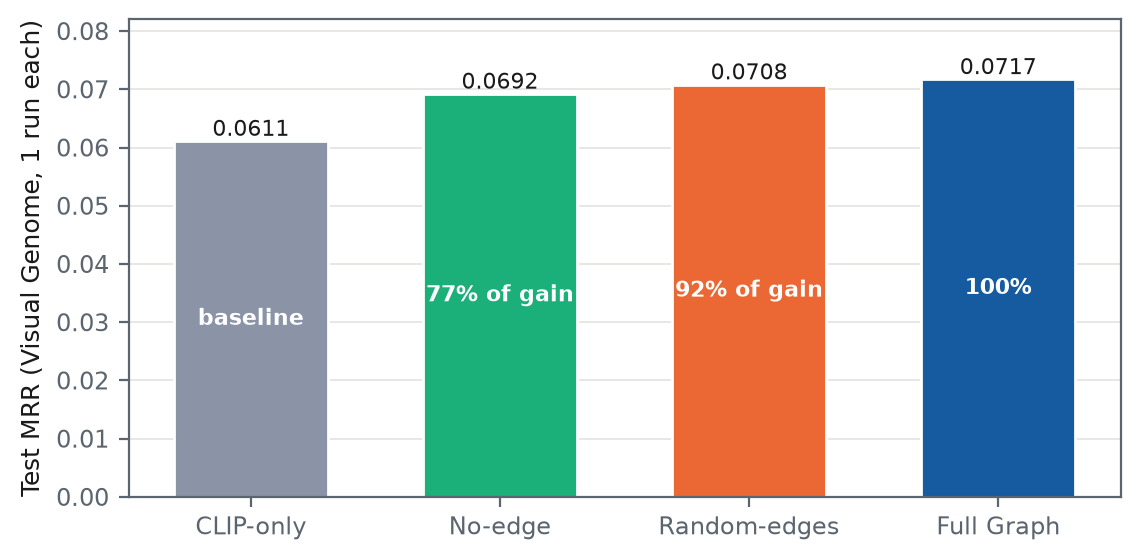 Test MRR (Visual Genome, 1 run each)
0.08
0.07
0.06
0.05
0.04
0.03
0.02
0.01
0.00
0.0611
0.0692
0.0708
0.0717
baseline
77% of gain
92% of gain
100%
CLIP-only
No-edge
Random-edges
Full Graph